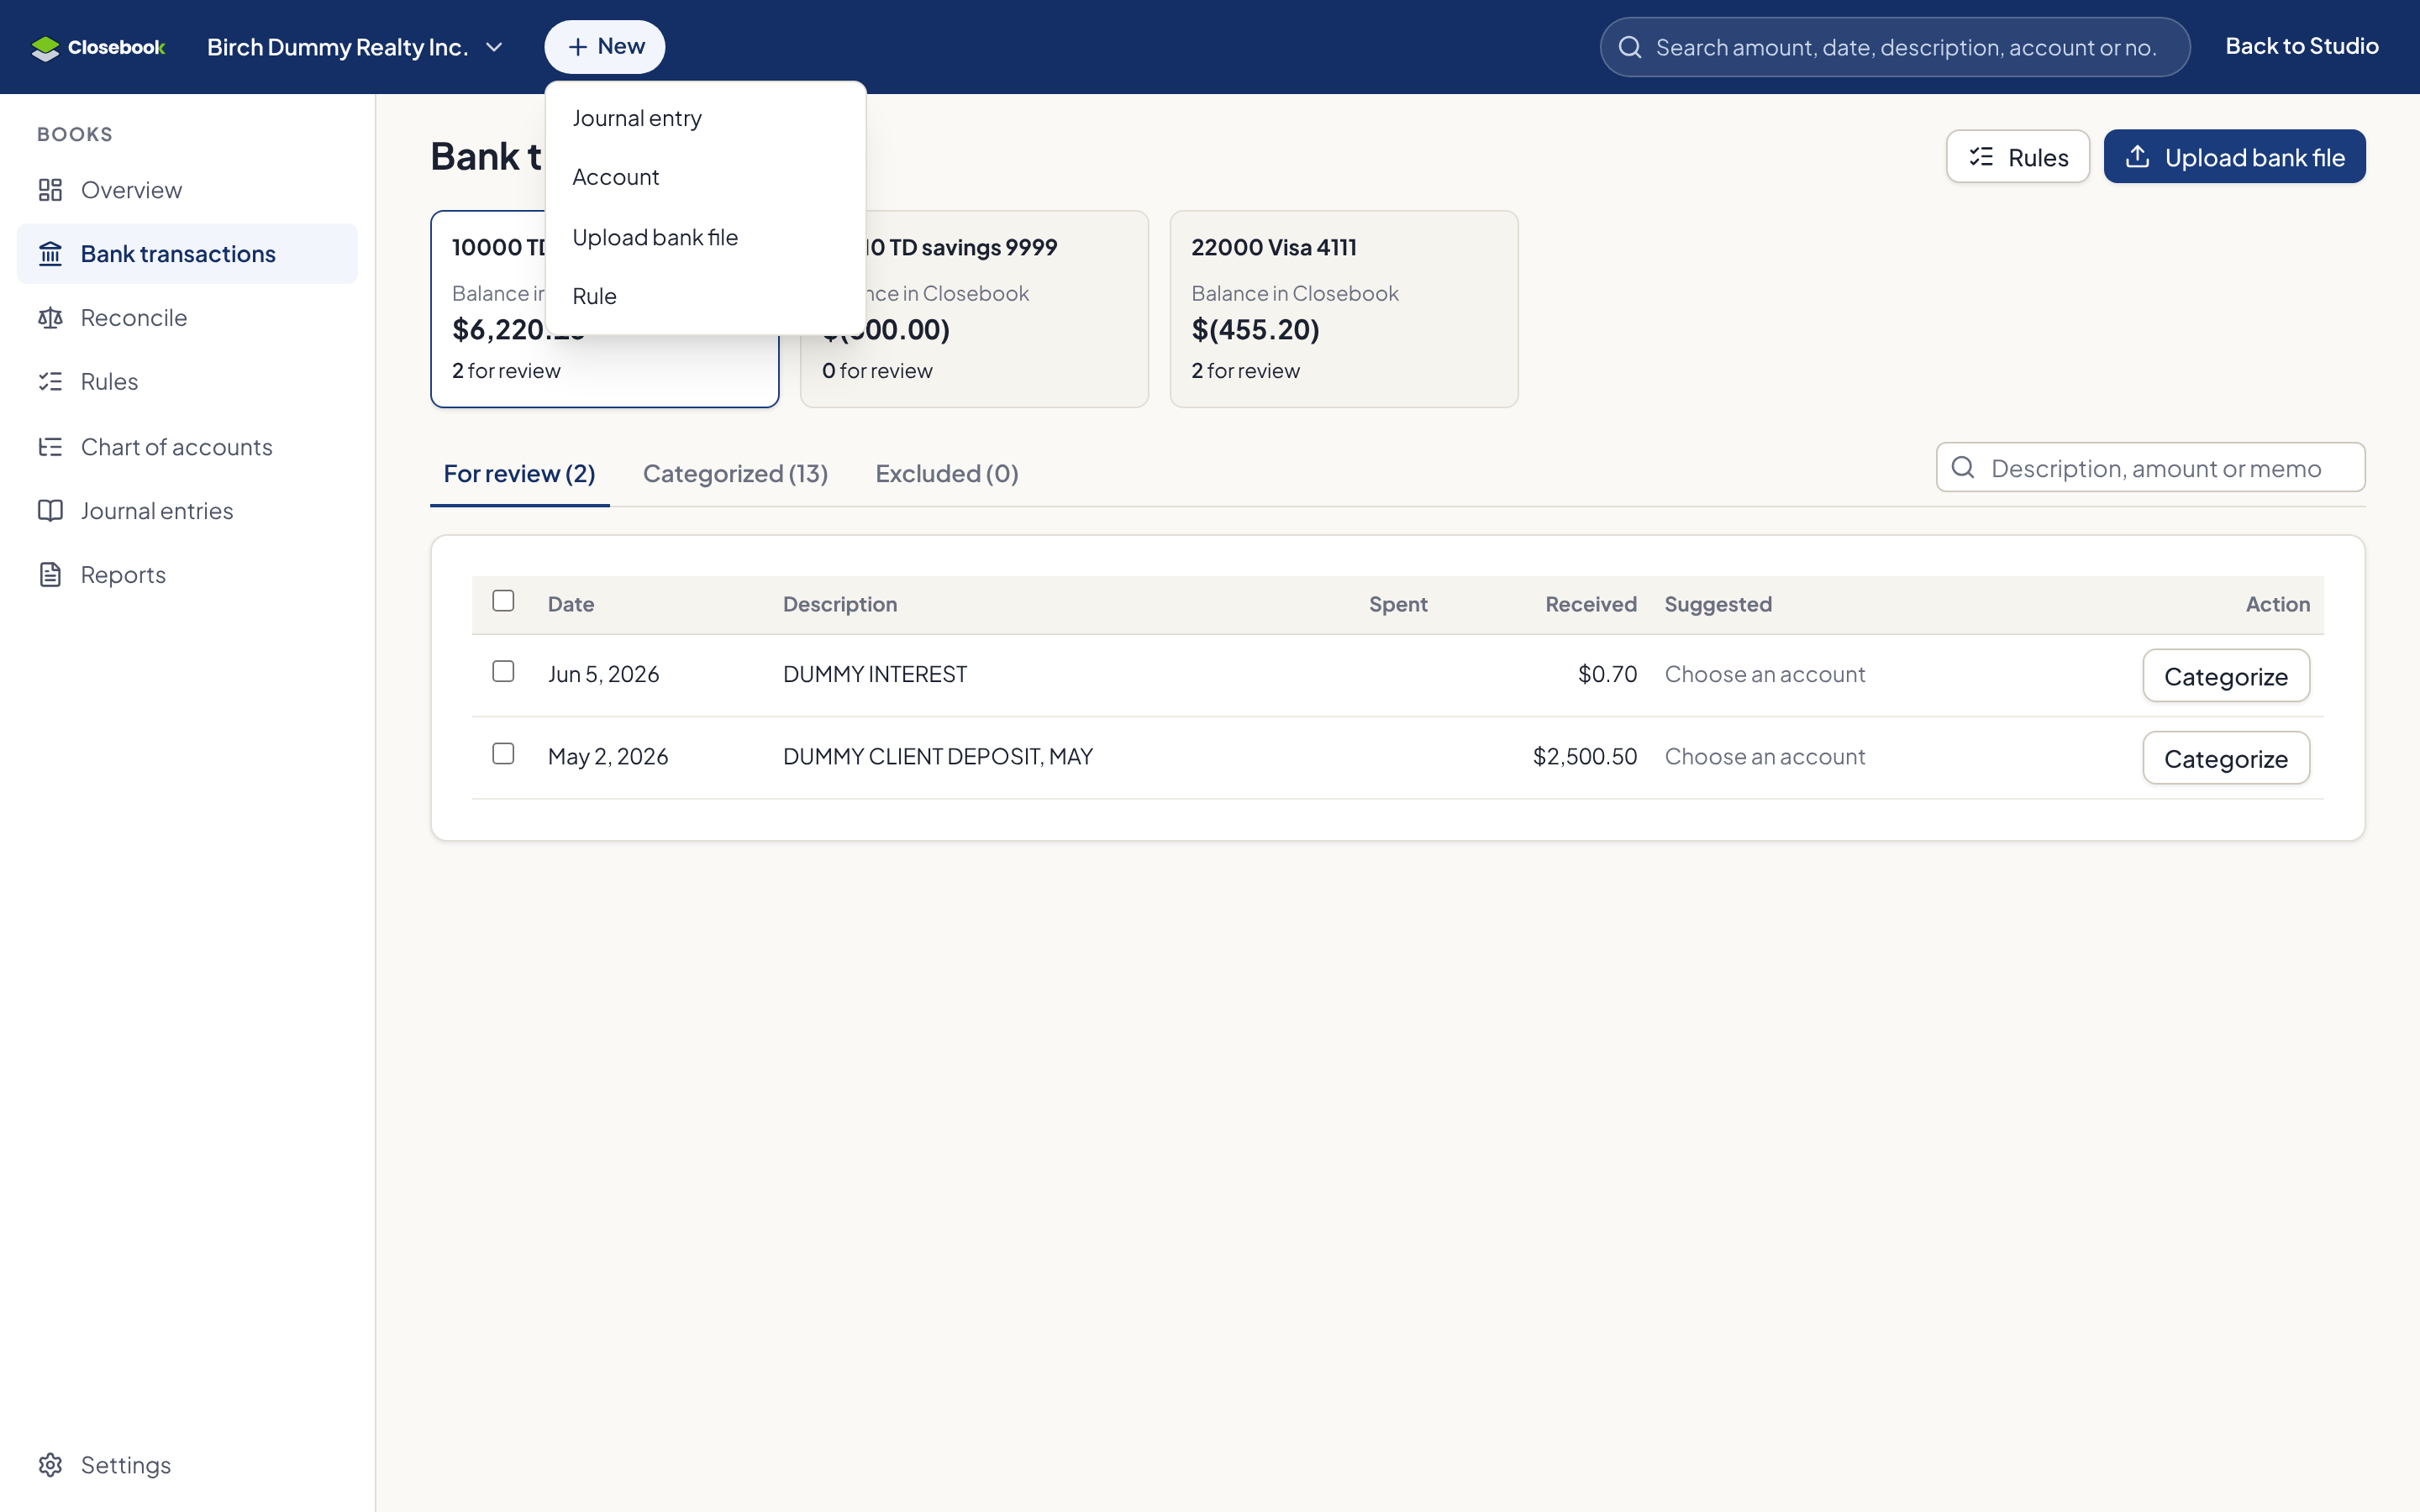 Closebook
Birch Dummy Realty Inc.
New
Search amount, date, description, account or no.
Back to Studio
Journal entry
Account
Upload bank file
Rule
BOOKS
Overview
Bank transactions
Reconcile
Rules
Chart of accounts
Journal entries
Reports
Settings
Bank
Rules
Upload bank file
10000
Balance
2 for review
TD savings 9999
in Closebook
0 for review
22000 Visa 4111
Balance in Closebook
$(455.20)
2 for review
For review (2) Categorized (13) Excluded (0)
Description, amount or memo
Date Description Spent Received Suggested Action
Jun 5, 2026 DUMMY INTEREST $0.70 Choose an account Categorize
May 2, 2026 DUMMY CLIENT DEPOSIT, MAY $2,500.50 Choose an account Categorize